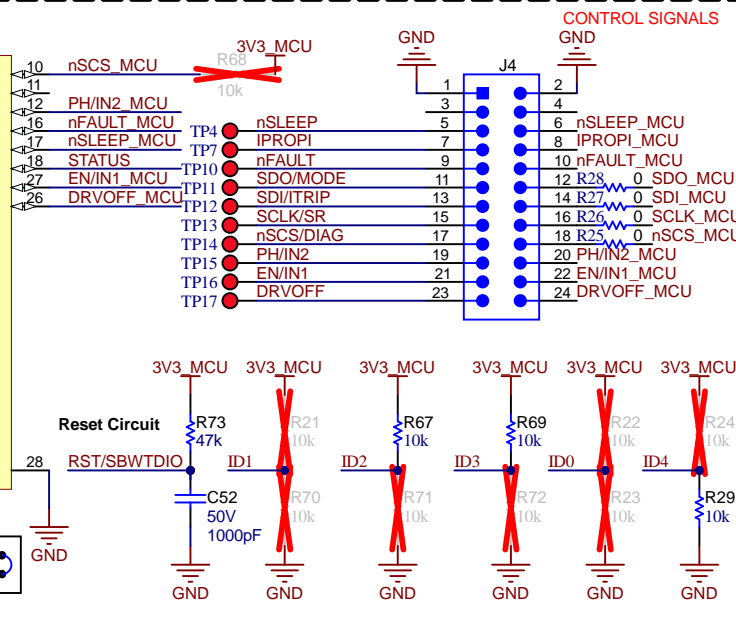 CONTROL SIGNALS
GND GND
3V3_MCU
R68
10k
J4
10 nSCS_MCU
11
12 PH/IN2_MCU
16 nFAULT_MCU
17 nSLEEP_MCU
18 STATUS
27 EN/IN1_MCU
26 DRVOFF_MCU
1 2
3 4
TP4 nSLEEP 5 6 nSLEEP_MCU
TP7 IPROPI 7 8 IPROPI_MCU
TP10 nFAULT 9 10 nFAULT_MCU
TP11 SDO/MODE 11 12 R28 0 SDO_MCU
TP12 SDI/ITRIP 13 14 R27 0 SDI_MCU
TP13 SCLK/SR 15 16 R26 0 SCLK_MCU
TP14 nSCS/DIAG 17 18 R25 0 nSCS_MCU
TP15 PH/IN2 19 20 PH/IN2_MCU
TP16 EN/IN1 21 22 EN/IN1_MCU
TP17 DRVOFF 23 24 DRVOFF_MCU
3V3_MCU 3V3_MCU 3V3_MCU 3V3_MCU 3V3_MCU 3V3_MCU
Reset Circuit
R73 R21 R67 R69 R22 R24
47k 10k 10k 10k 10k 10k
28 RST/SBWTDIO ID1 ID2 ID3 ID0 ID4
C52 R70 R71 R72 R23 R29
50V 10k 10k 10k 10k 10k
1000pF
GND
GND GND GND GND GND GND